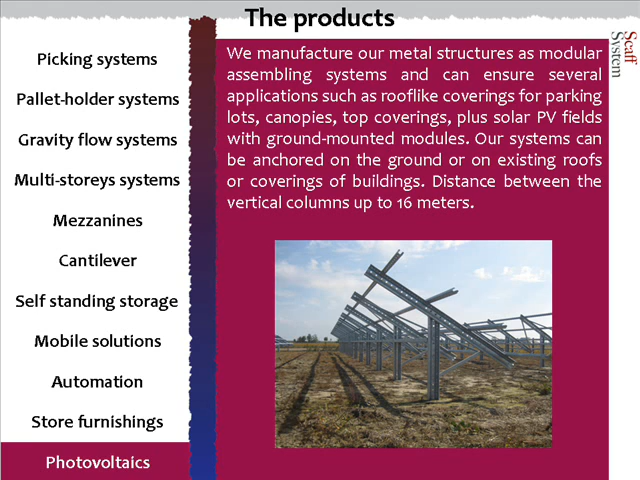 The products
Scaff
System
Picking systems
Pallet-holder systems
Gravity flow systems
Multi-storeys systems
Mezzanines
Cantilever
Self standing storage
Mobile solutions
Automation
Store furnishings
Photovoltaics
We manufacture our metal structures as modular
assembling systems and can ensure several
applications such as rooflike coverings for parking
lots, canopies, top coverings, plus solar PV fields
with ground-mounted modules. Our systems can
be anchored on the ground or on existing roofs
or coverings of buildings. Distance between the
vertical columns up to 16 meters.